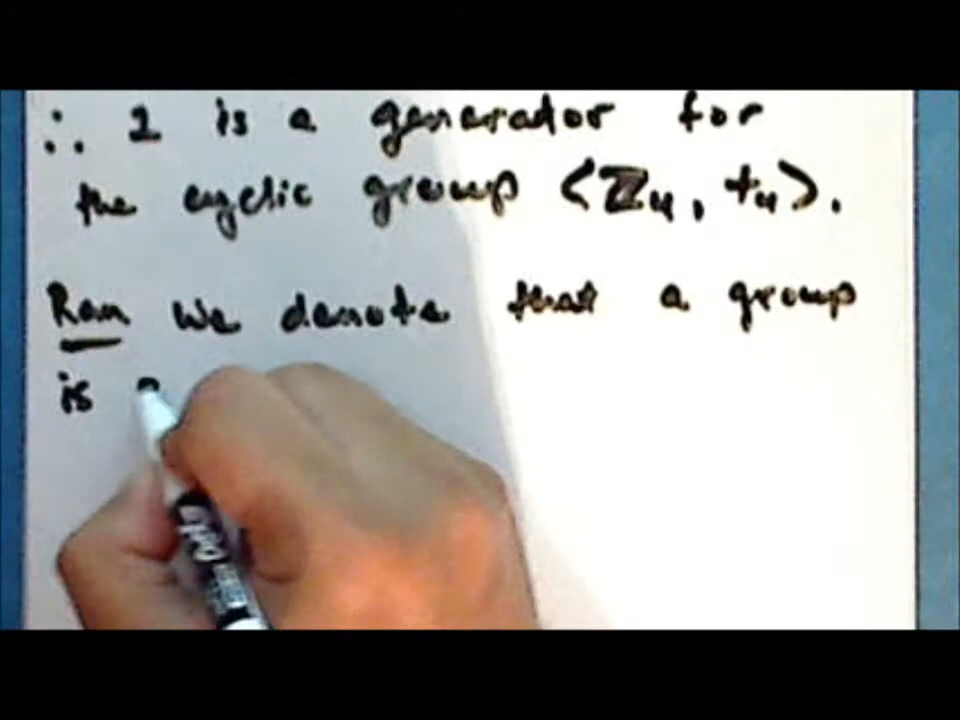 ∴ 1 is a generator for
the cyclic group <ℤ₄, +₄>.
Rem We denote that a group
is